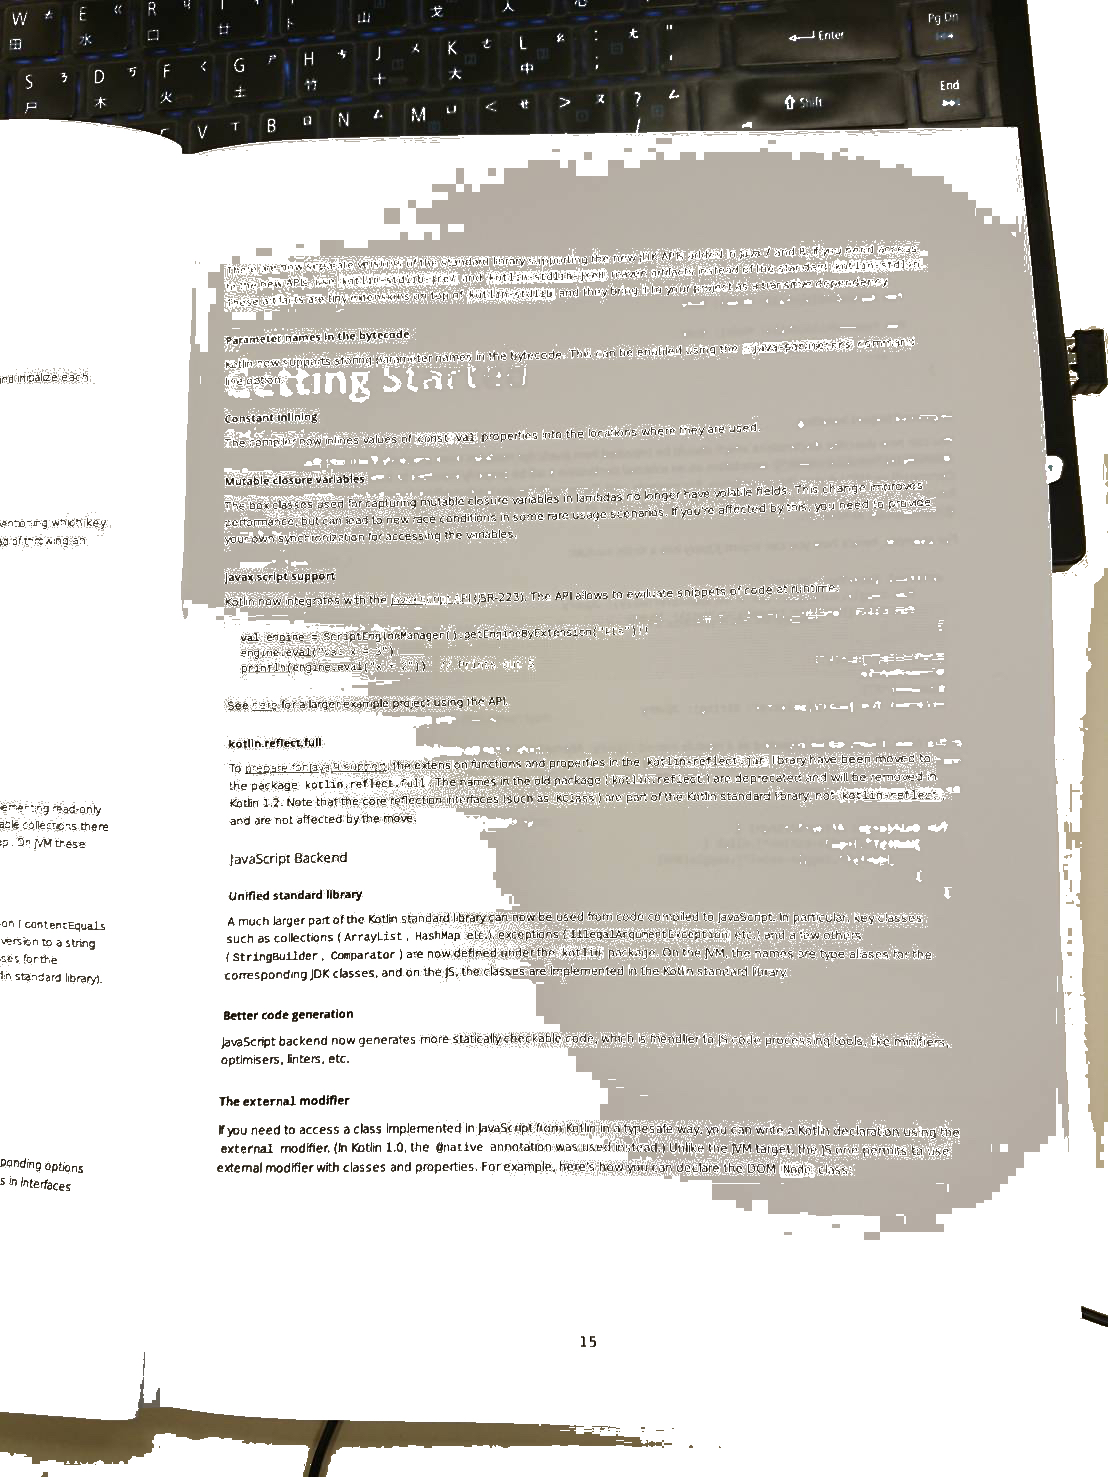 W E R
S D F G H J K L : ; " ' Enter Pg Dn
V T B N M < > ? Shift End
There are now separate versions of the standard library supporting the new JDK APIs added in Java 7 and 8. If you need access
to the new APIs, use kotlin-stdlib-jre7 and kotlin-stdlib-jre8 maven artifacts instead of the standard kotlin-stdlib.
These artifacts are tiny extensions on top of kotlin-stdlib and they bring it to your project as a transitive dependency.
Parameter names in the bytecode
Kotlin now supports storing parameter names in the bytecode. This can be enabled using the -java-parameters command
line option.
Getting Started
Constant inlining
The compiler now inlines values of const val properties into the locations where they are used.
Mutable closure variables
The box classes used for capturing mutable closure variables in lambdas no longer have volatile fields. This change improves
performance, but can lead to new race conditions in some rare usage scenarios. If you're affected by this, you need to provide
your own synchronization for accessing the variables.
javax.script support
Kotlin now integrates with the (JSR-223). The API allows to evaluate snippets of code at runtime:
val engine = ScriptEngineManager().getEngineByExtension("kts")!!
engine.eval("val x = 3")
println(engine.eval("x + 2")) // Prints out 5
See here for a larger example project using the API.
kotlin.reflect.full
To prepare for Java 9 support, the extension functions and properties in the kotlin-reflect.jar library have been moved to
the package kotlin.reflect.full. The names in the old package (kotlin.reflect) are deprecated and will be removed in
Kotlin 1.2. Note that the core reflection interfaces (such as KClass) are part of the Kotlin standard library, not kotlin-reflect,
and are not affected by the move.
JavaScript Backend
Unified standard library
A much larger part of the Kotlin standard library can now be used from code compiled to JavaScript. In particular, key classes
such as collections (ArrayList, HashMap etc.), exceptions (IllegalArgumentException etc.) and a few others
(StringBuilder, Comparator) are now defined under the kotlin package. On the JVM, the names are type aliases for the
corresponding JDK classes, and on the JS, the classes are implemented in the Kotlin standard library.
Better code generation
JavaScript backend now generates more statically checkable code, which is friendlier to JS code processing tools, like minifiers,
optimisers, linters, etc.
The external modifier
If you need to access a class implemented in JavaScript from Kotlin in a typesafe way, you can write a Kotlin declaration using the
external modifier. (In Kotlin 1.0, the @native annotation was used instead.) Unlike the JVM target, the JS one permits to use
external modifier with classes and properties. For example, here's how you can declare the DOM Node class:
15
and initialize each
mentioning which key
ad of throwing an
lementing read-only
able collections there
ap. On JVM these
on (contentEquals
version to a string
ses for the
lin standard library).
ponding options
s in interfaces